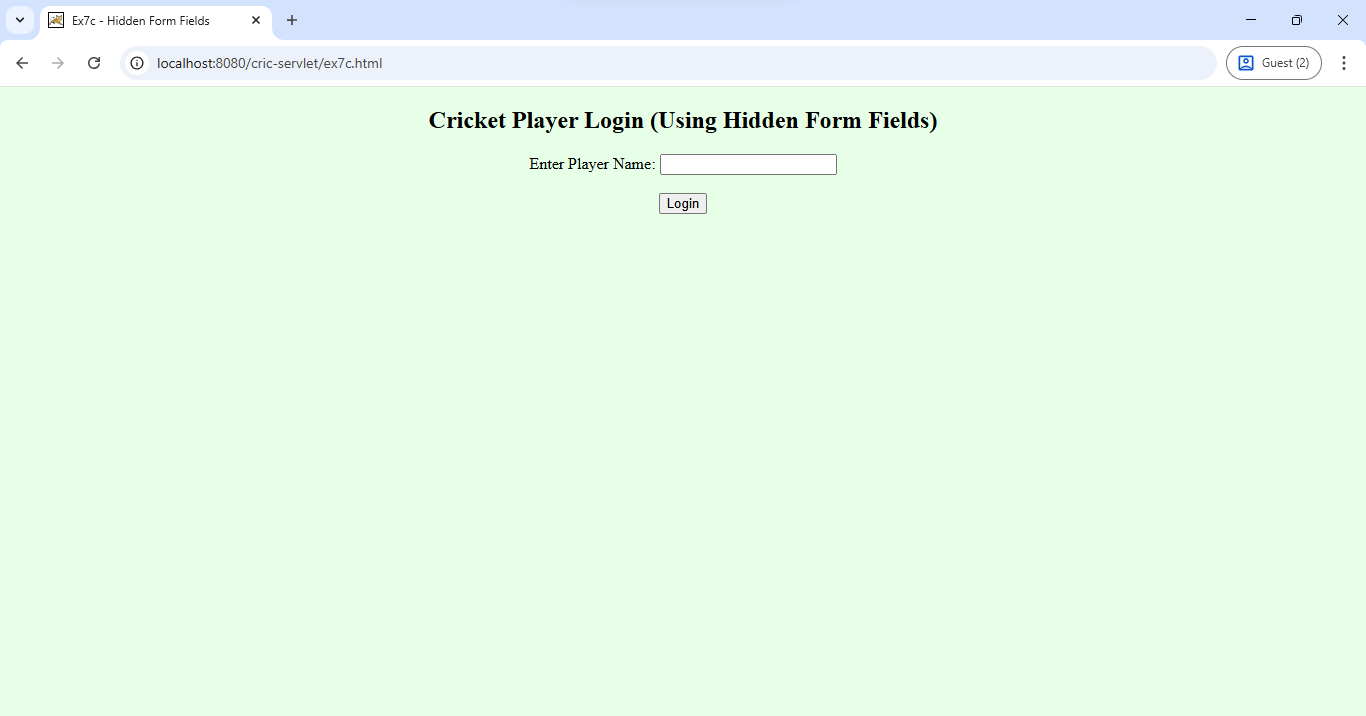 Ex7c - Hidden Form Fields
localhost:8080/cric-servlet/ex7c.html
Guest (2)
Cricket Player Login (Using Hidden Form Fields)
Enter Player Name:
Login